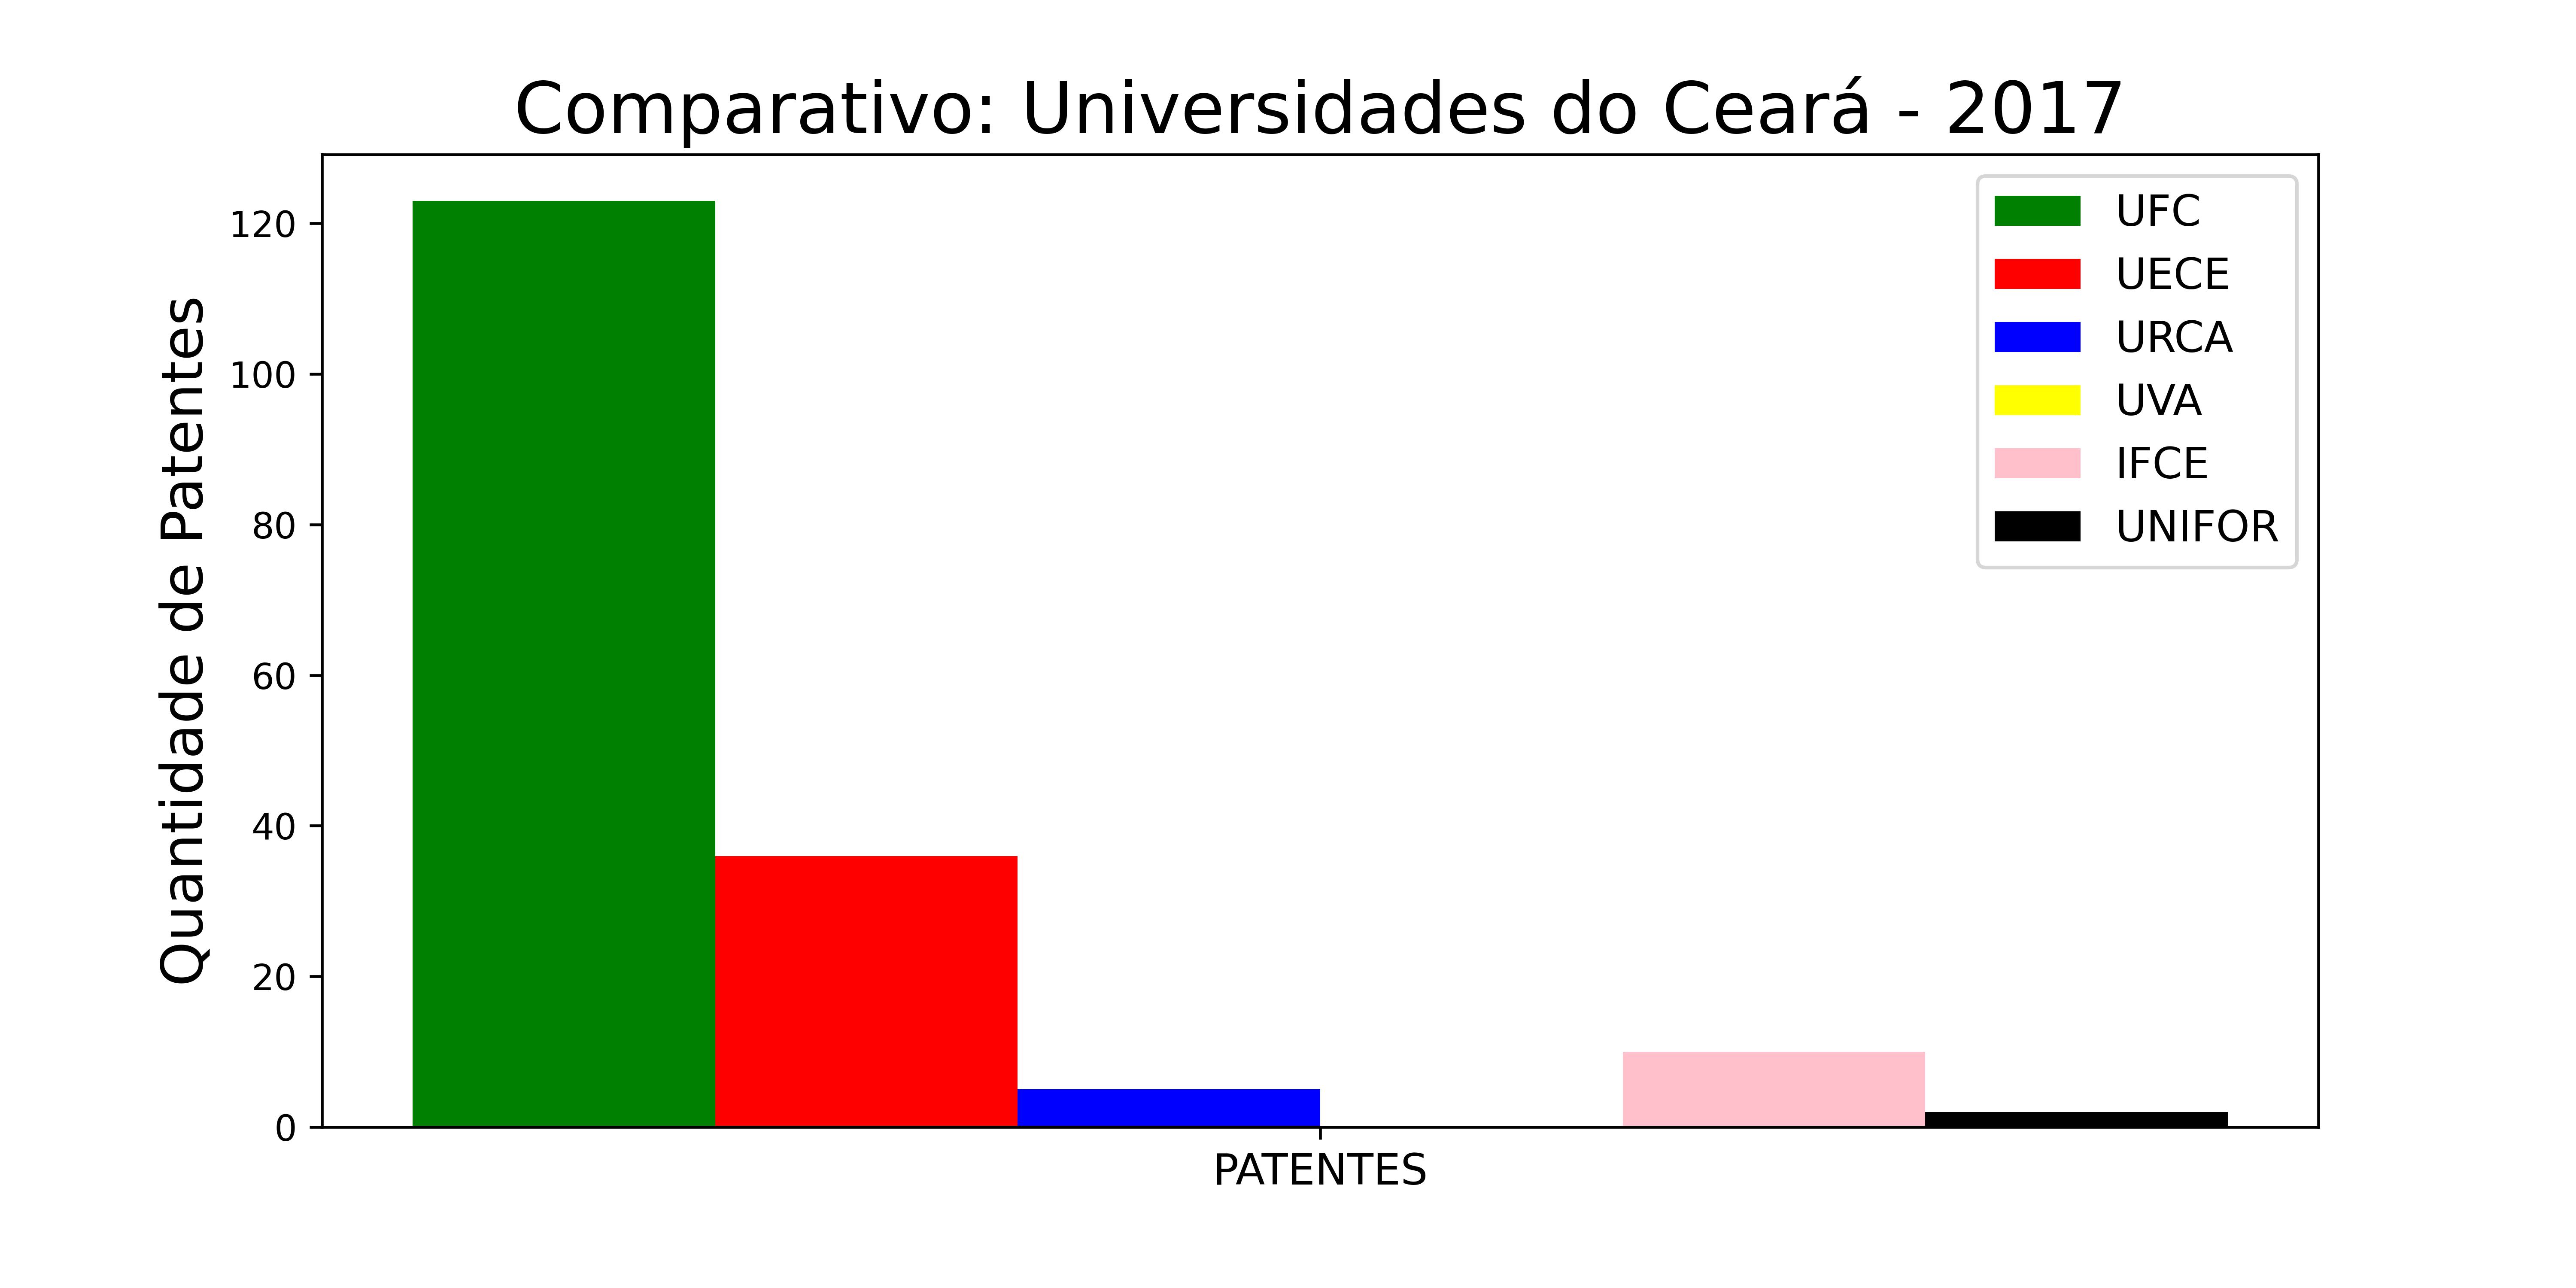 Comparativo: Universidades do Ceará - 2017
Quantidade de Patentes
120
100
80
60
40
20
0
PATENTES
UFC
UECE
URCA
UVA
IFCE
UNIFOR